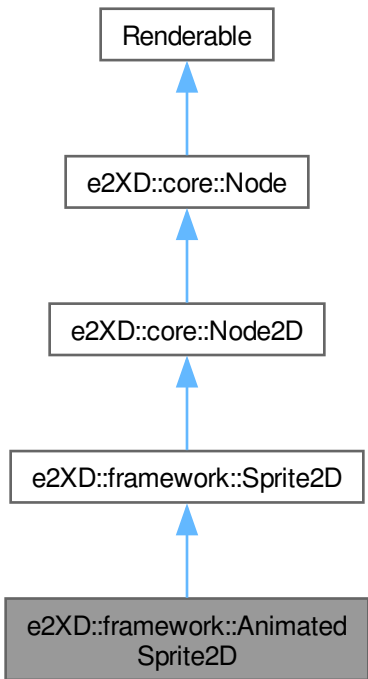 Renderable
e2XD::core::Node
e2XD::core::Node2D
e2XD::framework::Sprite2D
e2XD::framework::Animated
Sprite2D